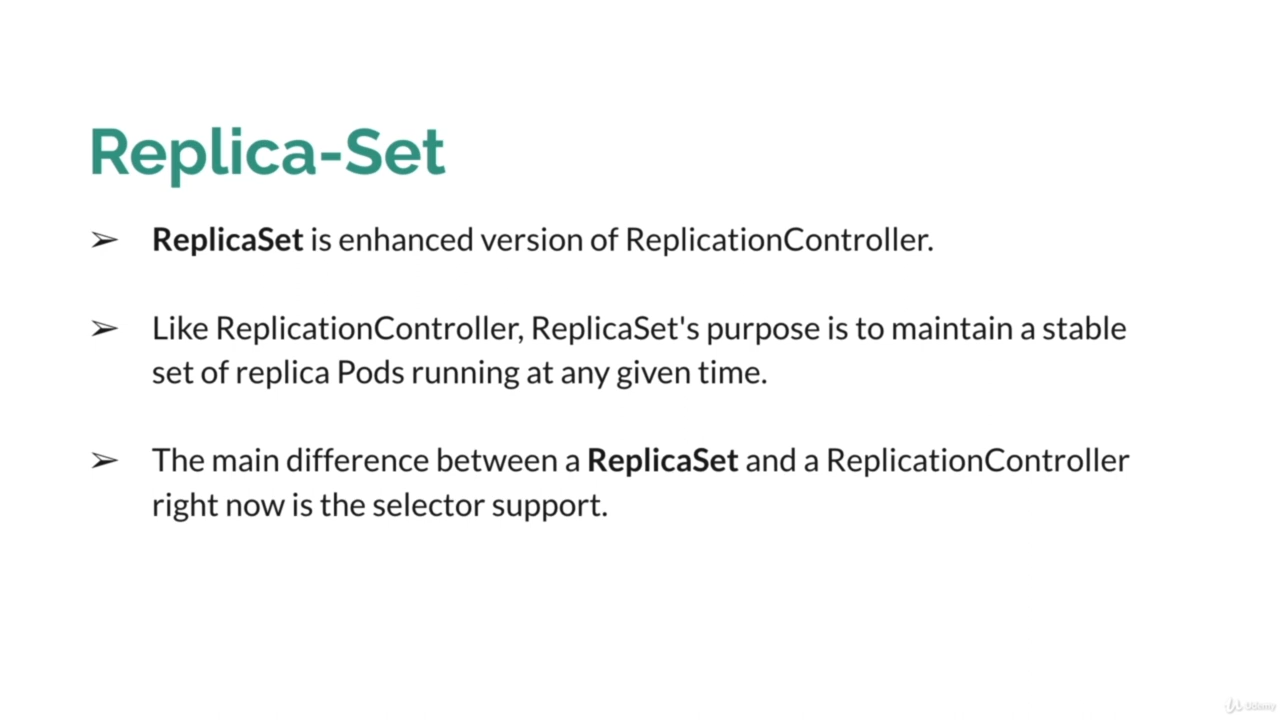 Replica-Set
➢ ReplicaSet is enhanced version of ReplicationController.
➢ Like ReplicationController, ReplicaSet's purpose is to maintain a stable
set of replica Pods running at any given time.
➢ The main difference between a ReplicaSet and a ReplicationController
right now is the selector support.
Udemy